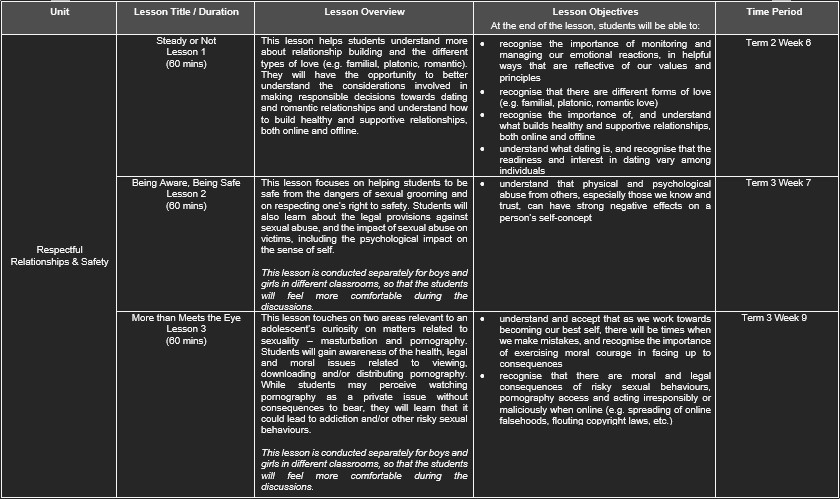 Unit
Lesson Title / Duration
Lesson Overview
Lesson Objectives
At the end of the lesson, students will be able to:
Time Period
Respectful
Relationships & Safety
Steady or Not
Lesson 1
(60 mins)
This lesson helps students understand more
about relationship building and the different
types of love (e.g. familial, platonic, romantic).
They will have the opportunity to better
understand the considerations involved in
making responsible decisions towards dating
and romantic relationships and understand how
to build healthy and supportive relationships,
both online and offline.
• recognise the importance of monitoring and
managing our emotional reactions, in helpful
ways that are reflective of our values and
principles
• recognise that there are different forms of love
(e.g. familial, platonic, romantic love)
• recognise the importance of, and understand
what builds healthy and supportive relationships,
both online and offline
• understand what dating is, and recognise that the
readiness and interest in dating vary among
individuals
Term 2 Week 6
Being Aware, Being Safe
Lesson 2
(60 mins)
This lesson focuses on helping students to be
safe from the dangers of sexual grooming and
on respecting one's right to safety. Students will
also learn about the legal provisions against
sexual abuse, and the impact of sexual abuse on
victims, including the psychological impact on
the sense of self.
This lesson is conducted separately for boys and
girls in different classrooms, so that the students
will feel more comfortable during the
discussions.
• understand that physical and psychological
abuse from others, especially those we know and
trust, can have strong negative effects on a
person's self-concept
Term 3 Week 7
More than Meets the Eye
Lesson 3
(60 mins)
This lesson touches on two areas relevant to an
adolescent's curiosity on matters related to
sexuality – masturbation and pornography.
Students will gain awareness of the health, legal
and moral issues related to viewing,
downloading and/or distributing pornography.
While students may perceive watching
pornography as a private issue without
consequences to bear, they will learn that it
could lead to addiction and/or other risky sexual
behaviours.
This lesson is conducted separately for boys and
girls in different classrooms, so that the students
will feel more comfortable during the
discussions.
• understand and accept that as we work towards
becoming our best self, there will be times when
we make mistakes, and recognise the importance
of exercising moral courage in facing up to
consequences
• recognise that there are moral and legal
consequences of risky sexual behaviours,
pornography access and acting irresponsibly or
maliciously when online (e.g. spreading of online
falsehoods, flouting copyright laws, etc.)
Term 3 Week 9